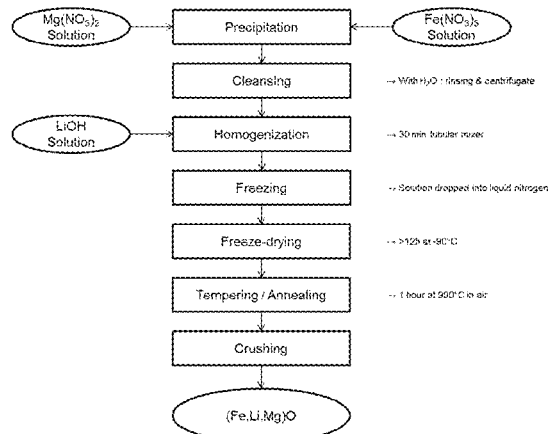 Mg(NO₃)₂
Solution
Precipitation
Fe(NO₃)₃
Solution
Cleansing
→ With H₂O : rinsing & centrifugate
LiOH
Solution
Homogenization
→ 30 min tubular mixer
Freezing
→ Solution dropped into liquid nitrogen
Freeze-drying
→ >12h at -90°C
Tempering / Annealing
→ 1 hour at 900°C in air
Crushing
(Fe,Li,Mg)O